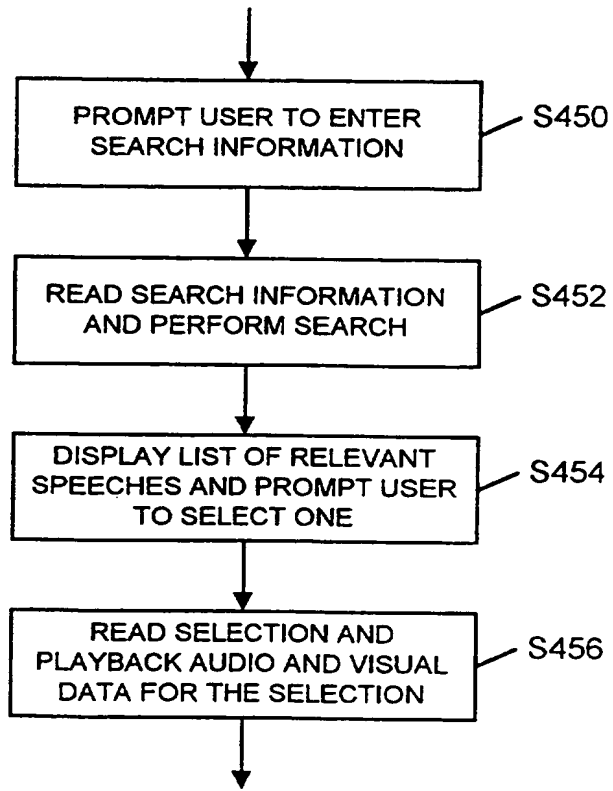 PROMPT USER TO ENTER
SEARCH INFORMATION
S450
READ SEARCH INFORMATION
AND PERFORM SEARCH
S452
DISPLAY LIST OF RELEVANT
SPEECHES AND PROMPT USER
TO SELECT ONE
S454
READ SELECTION AND
PLAYBACK AUDIO AND VISUAL
DATA FOR THE SELECTION
S456